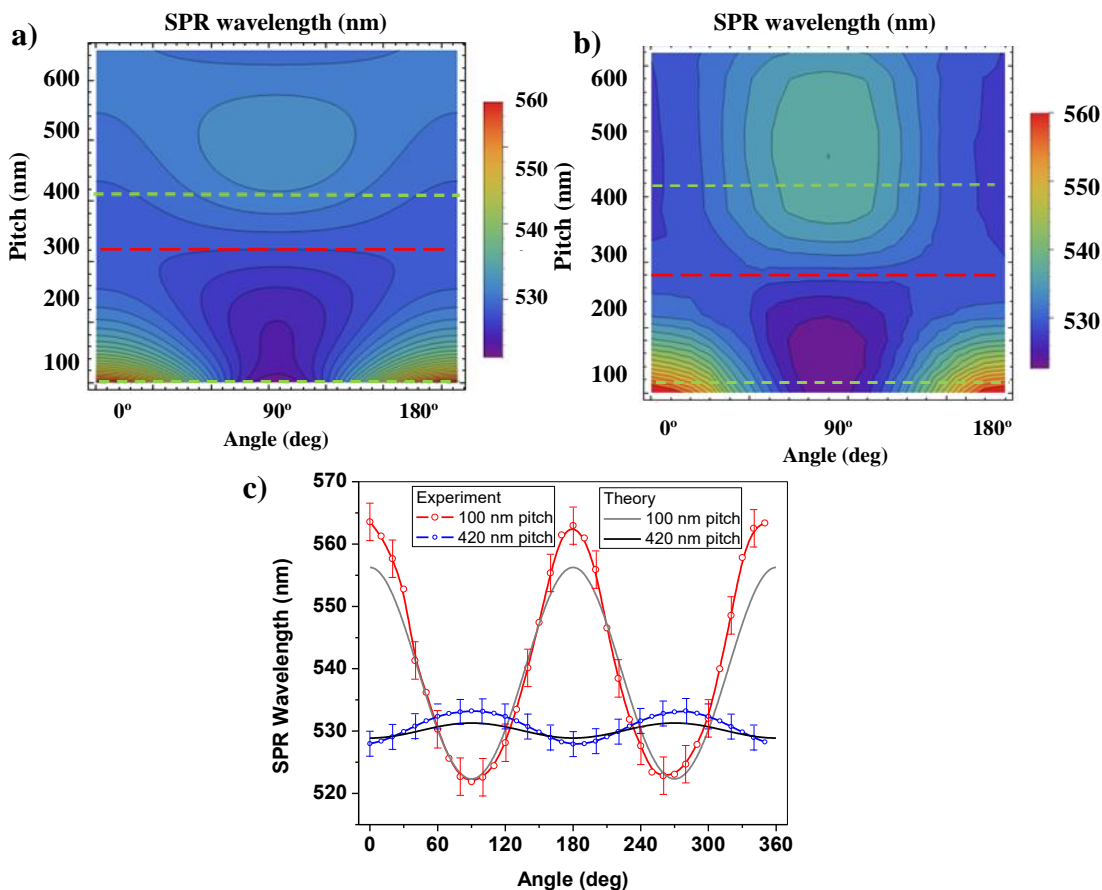 a)
SPR wavelength (nm)
Pitch (nm)
600
500
400
300
200
100
0º
90º
180º
Angle (deg)
560
550
540
530
b)
SPR wavelength (nm)
Pitch (nm)
600
500
400
300
200
100
0º
90º
180º
Angle (deg)
560
550
540
530
c)
SPR Wavelength (nm)
570
560
550
540
530
520
Experiment
100 nm pitch
420 nm pitch
Theory
100 nm pitch
420 nm pitch
0
60
120
180
240
300
360
Angle (deg)